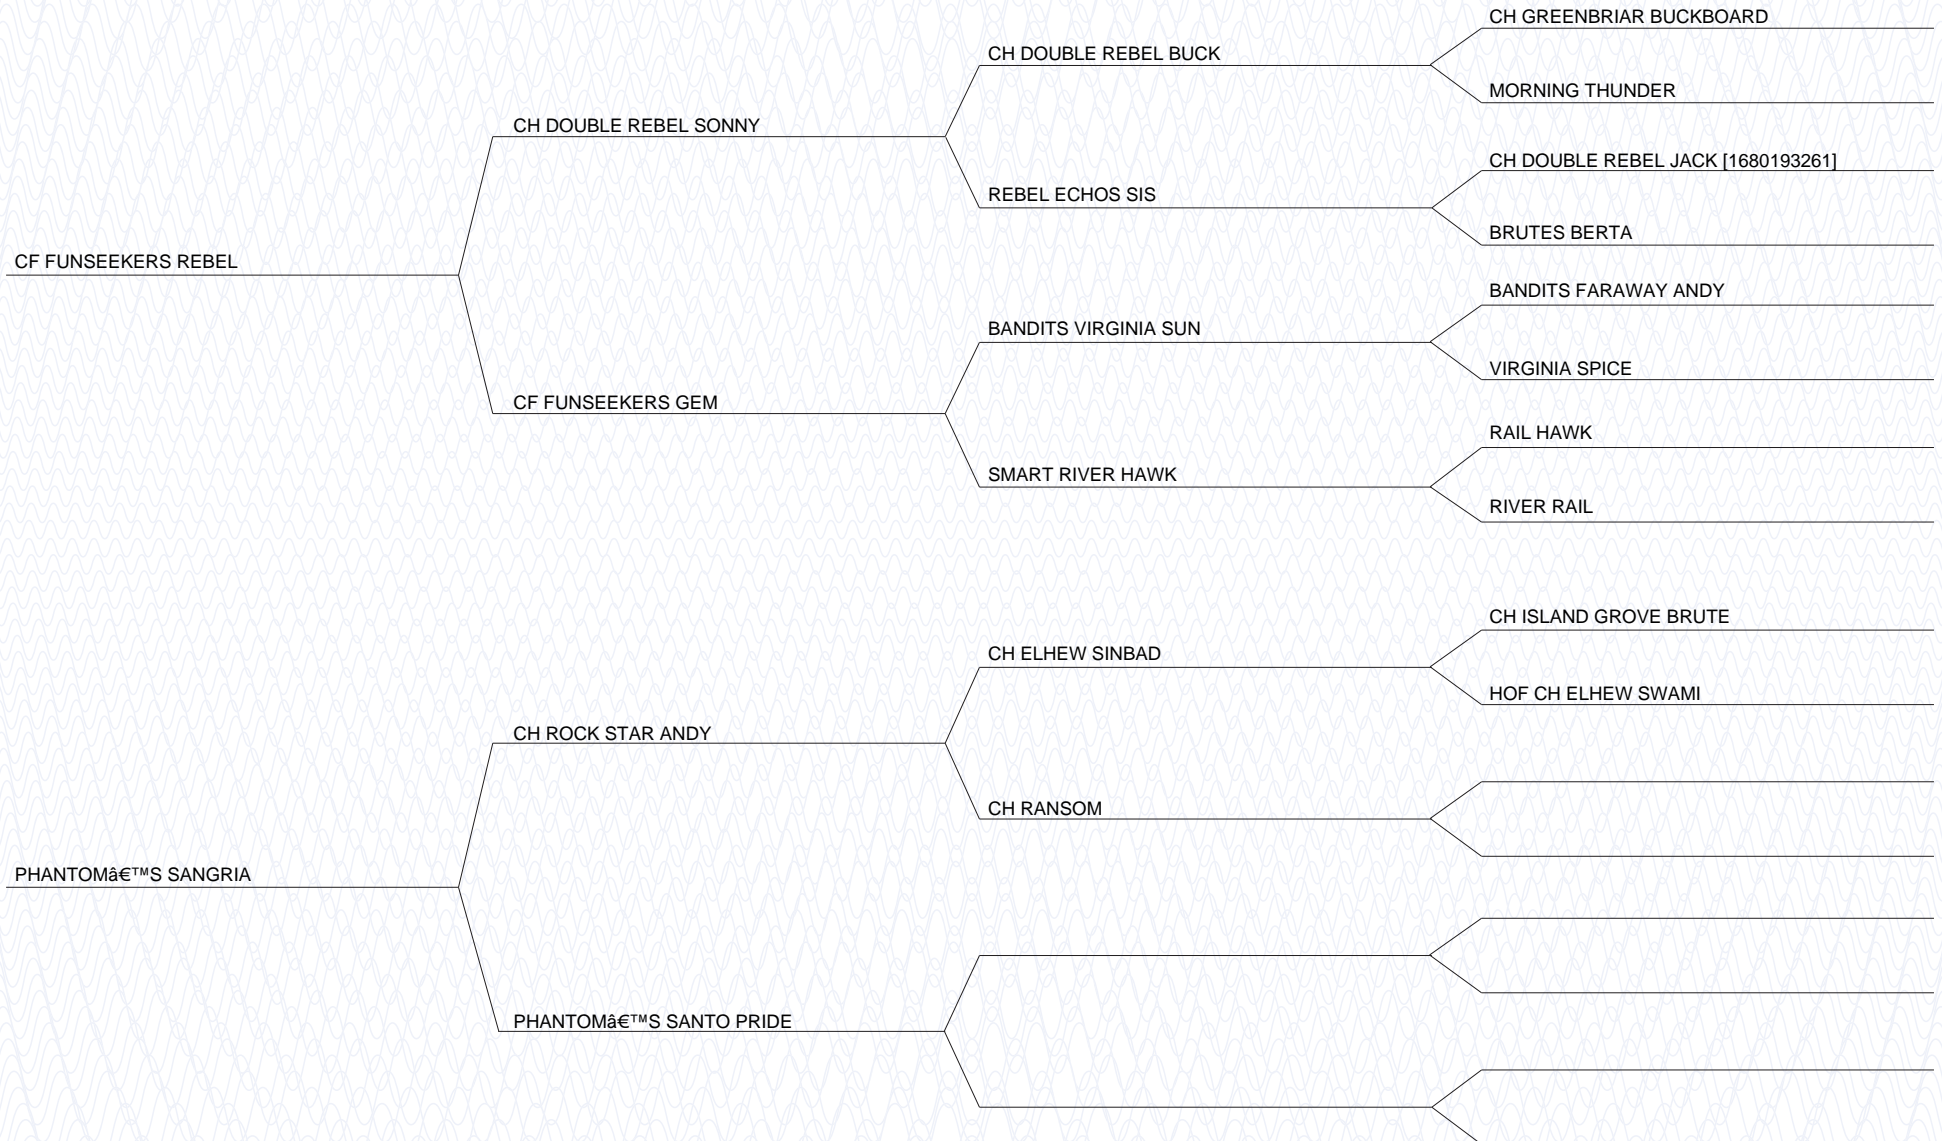 CH GREENBRIAR BUCKBOARD
CH DOUBLE REBEL BUCK
MORNING THUNDER
CH DOUBLE REBEL SONNY
CH DOUBLE REBEL JACK [1680193261]
REBEL ECHOS SIS
BRUTES BERTA
CF FUNSEEKERS REBEL
BANDITS FARAWAY ANDY
BANDITS VIRGINIA SUN
VIRGINIA SPICE
CF FUNSEEKERS GEM
RAIL HAWK
SMART RIVER HAWK
RIVER RAIL
CH ISLAND GROVE BRUTE
CH ELHEW SINBAD
HOF CH ELHEW SWAMI
CH ROCK STAR ANDY
CH RANSOM
PHANTOMâ€™S SANGRIA
PHANTOMâ€™S SANTO PRIDE